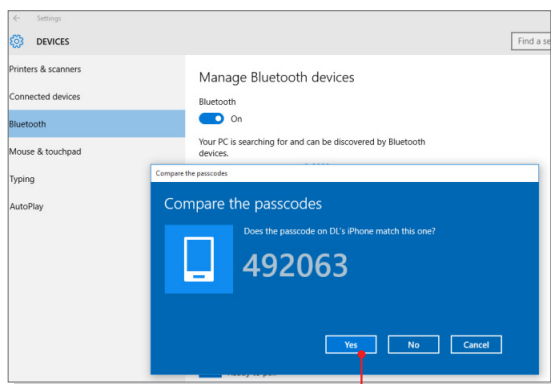 Settings
DEVICES
Find a se
Printers & scanners
Connected devices
Bluetooth
Mouse & touchpad
Typing
AutoPlay
Manage Bluetooth devices
Bluetooth
On
Your PC is searching for and can be discovered by Bluetooth
devices.
Compare the passcodes
Compare the passcodes
Does the passcode on DL's iPhone match this one?
492063
Yes No Cancel